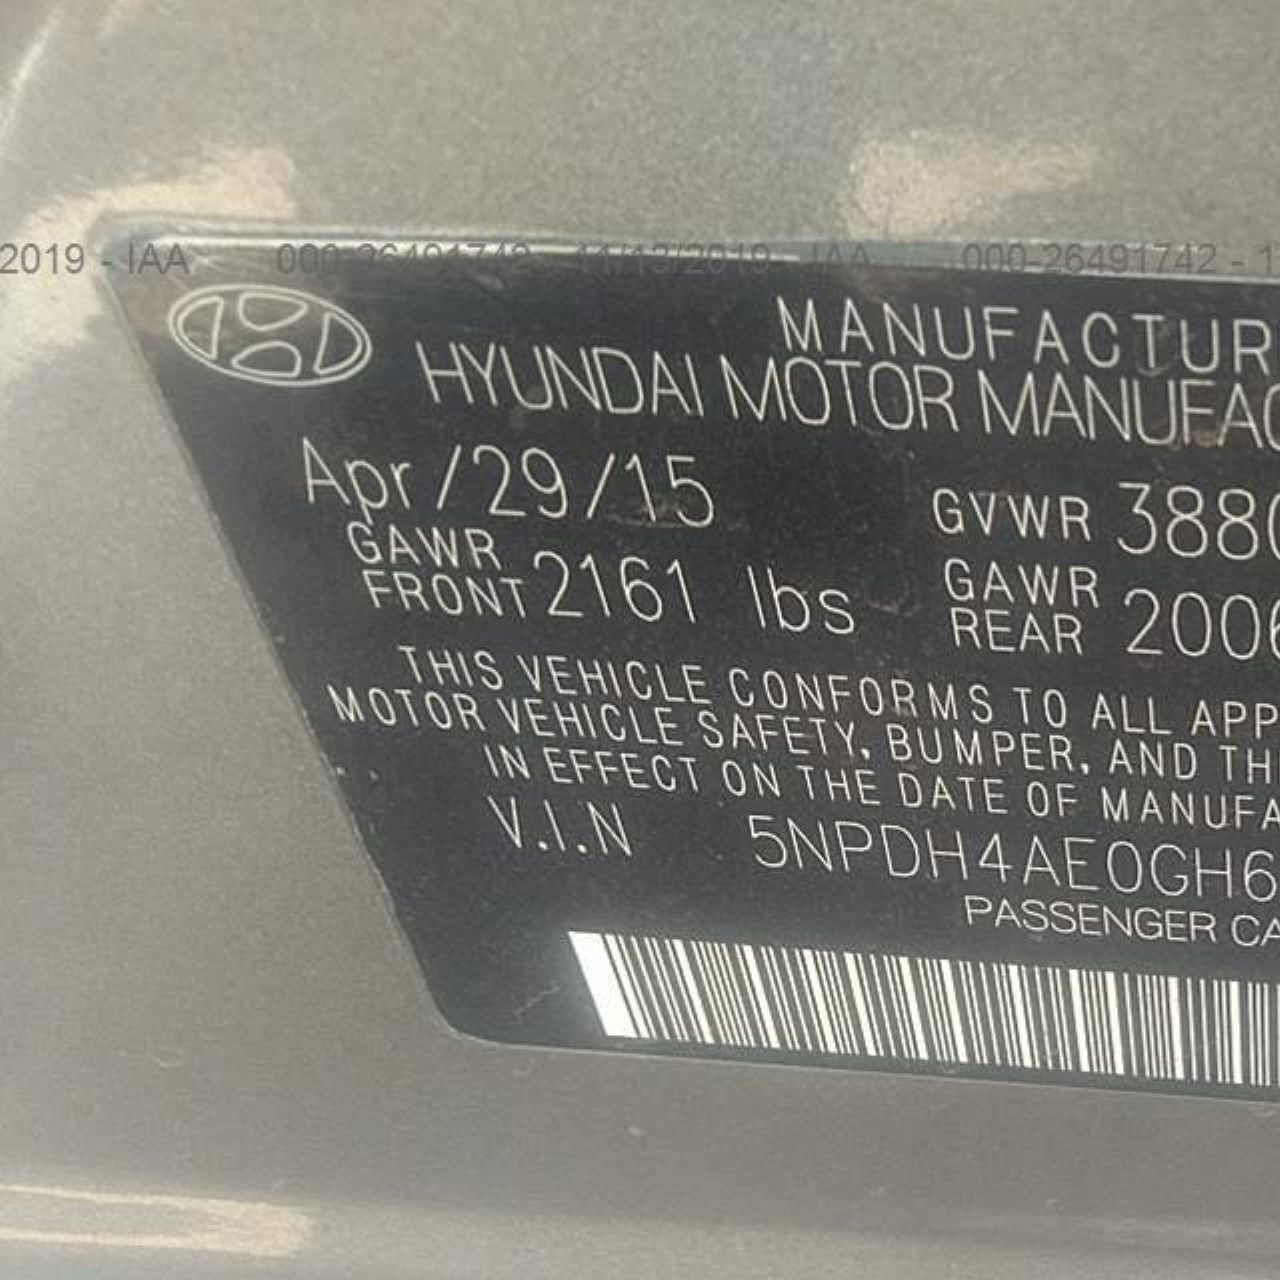 2019 - IAA 000-26491742 - 11/13/2019 - IAA 000-26491742 - 1
MANUFACTUR
HYUNDAI MOTOR MANUFAC
Apr/29/15 GVWR 3880
GAWR FRONT 2161 lbs GAWR REAR 2006
THIS VEHICLE CONFORMS TO ALL APP
MOTOR VEHICLE SAFETY, BUMPER, AND TH
IN EFFECT ON THE DATE OF MANUFA
V.I.N 5NPDH4AE0GH6
PASSENGER CA